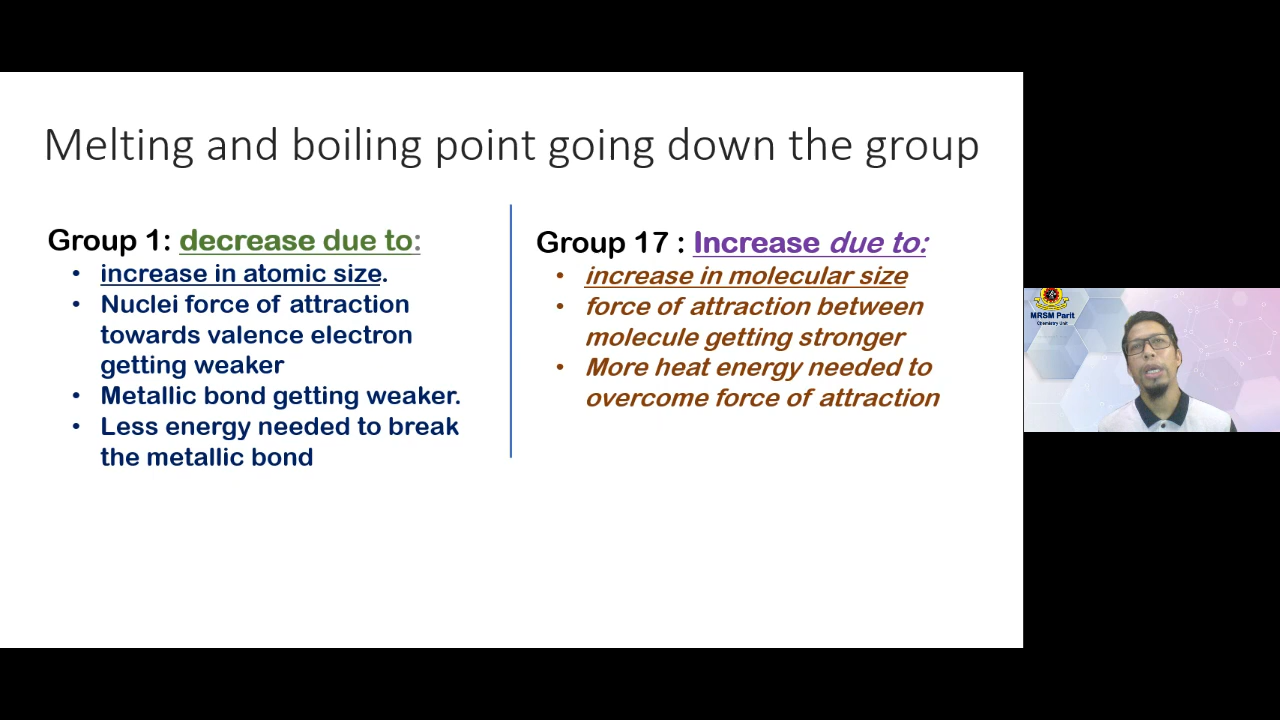 Melting and boiling point going down the group
Group 1: decrease due to:
• increase in atomic size.
• Nuclei force of attraction
towards valence electron
getting weaker
• Metallic bond getting weaker.
• Less energy needed to break
the metallic bond
Group 17 : Increase due to:
• increase in molecular size
• force of attraction between
molecule getting stronger
• More heat energy needed to
overcome force of attraction
MRSM Parit
Chemistry Unit